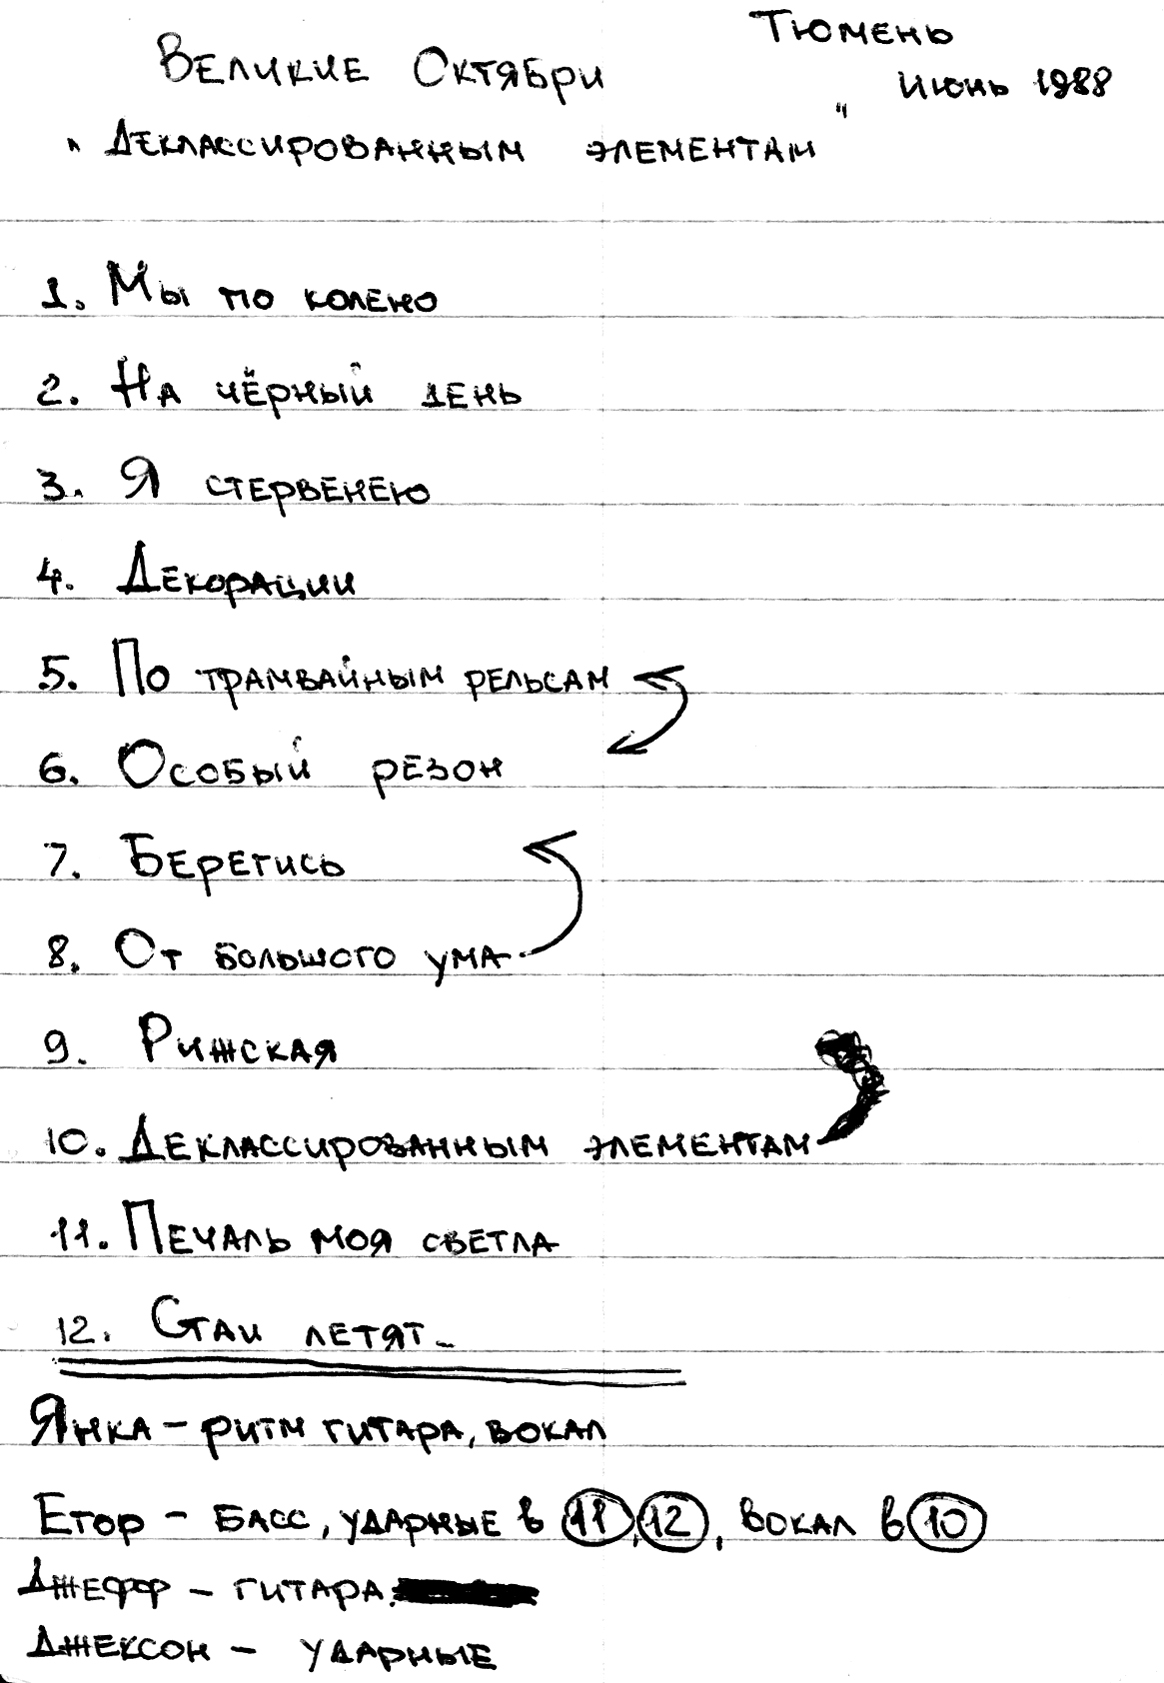 Великие Октябри
Тюмень
Июнь 1988
"Деклассированным элементам"
1. Мы по колено
2. На чёрный день
3. Я стервенею
4. Декорации
5. По трамвайным рельсам
6. Особый резон
7. Берегись
8. От большого ума
9. Рижская
10. Деклассированным элементам
11. Печаль моя светла
12. Стаи летят
Янка – ритм гитара, вокал
Егор – басс, ударные в 11, 12, вокал в 10
Джефф – гитара.
Джексон – ударные